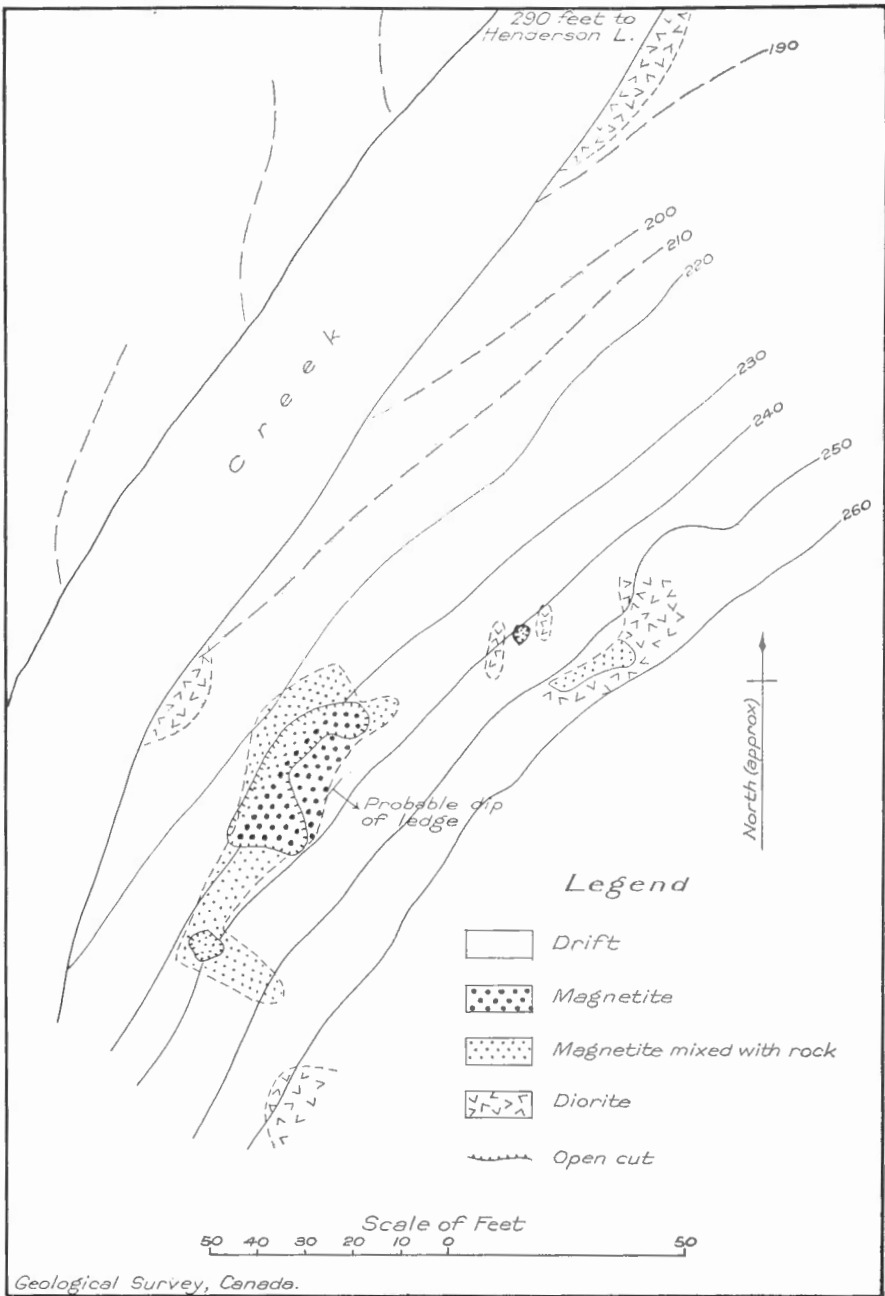 290 feet to
Henderson L.
190
200
210
220
230
240
250
260
Creek
North (approx)
Probable dip
of ledge
Legend
Drift
Magnetite
Magnetite mixed with rock
Diorite
Open cut
Scale of Feet
50 40 30 20 10 0 50
Geological Survey, Canada.